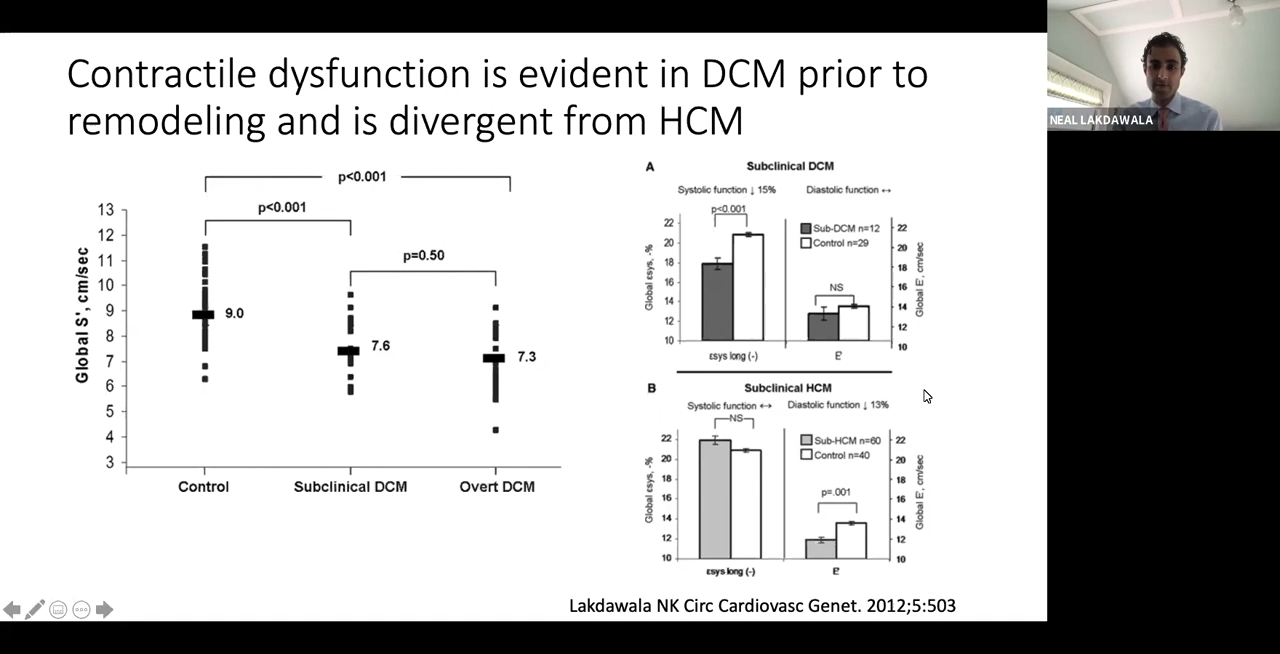 Contractile dysfunction is evident in DCM prior to
remodeling and is divergent from HCM
NEAL LAKDAWALA
p<0.001
p<0.001
p=0.50
Global S', cm/sec
13
12
11
10
9
8
7
6
5
4
3
9.0
7.6
7.3
Control
Subclinical DCM
Overt DCM
A
Subclinical DCM
Systolic function ↓ 15%
Diastolic function ↔
p<0.001
Global εsys, -%
22
20
18
16
14
12
10
Sub-DCM n=12
Control n=29
NS
22
20
18
16
14
12
10
Global E', cm/sec
εsys long (-)
E'
B
Subclinical HCM
Systolic function ↔
Diastolic function ↓ 13%
NS
Global εsys, -%
22
20
18
16
14
12
10
Sub-HCM n=60
Control n=40
p=.001
22
20
18
16
14
12
10
Global E', cm/sec
εsys long (-)
E'
Lakdawala NK Circ Cardiovasc Genet. 2012;5:503